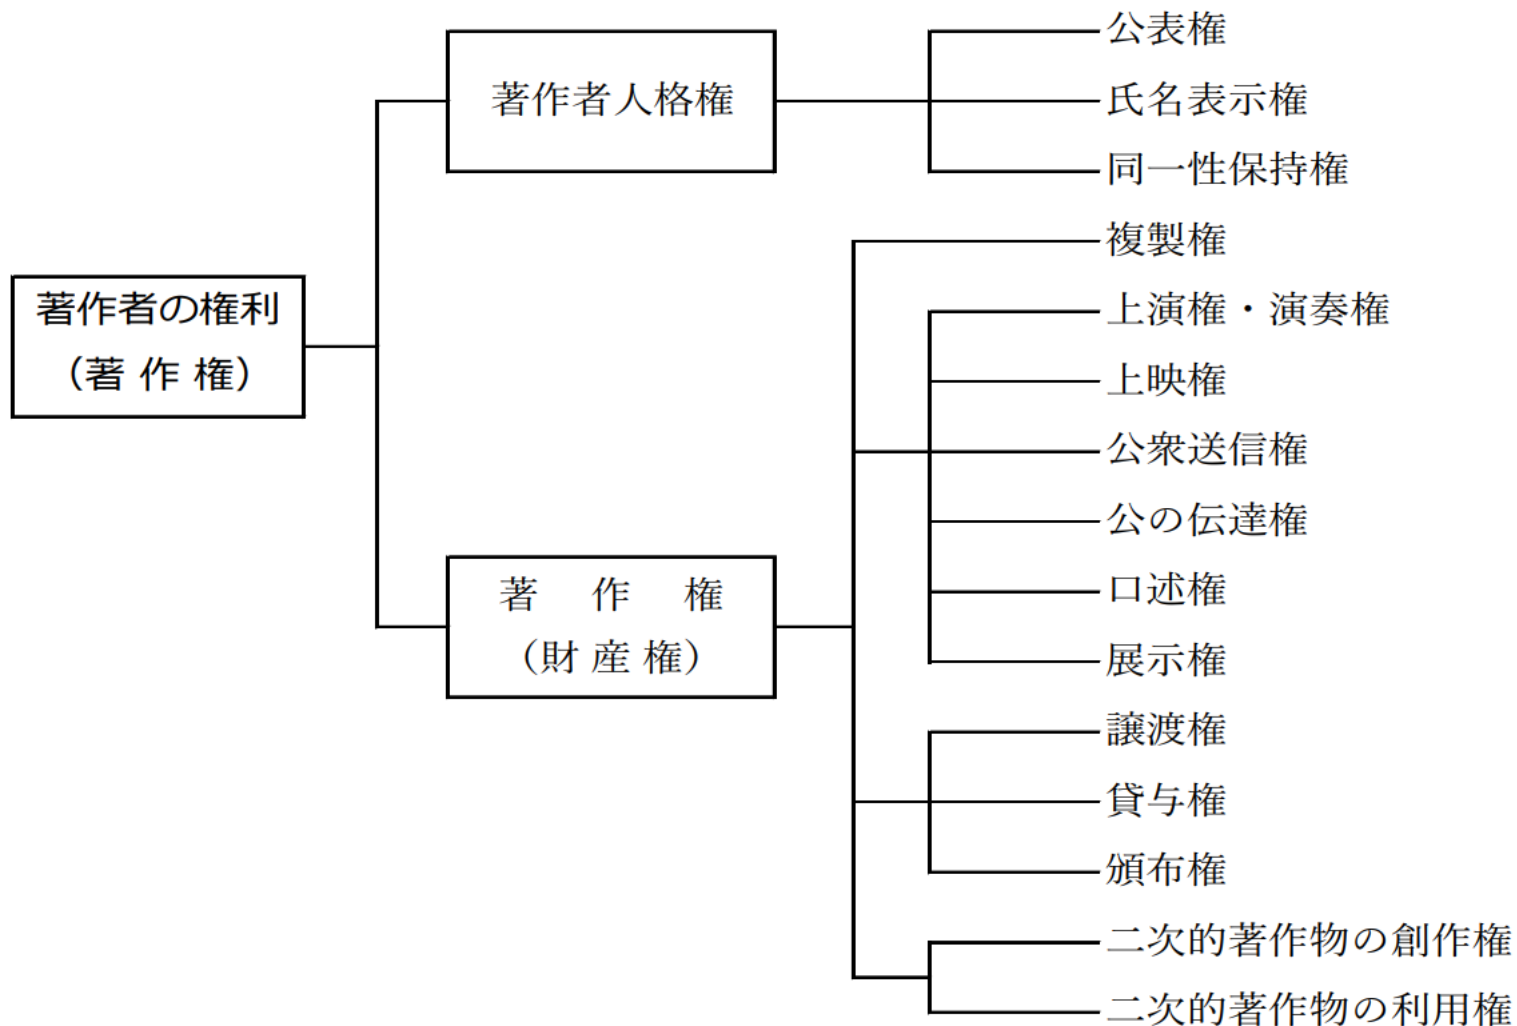 公表権
著作者人格権
氏名表示権
同一性保持権
複製権
著作者の権利
（著 作 権）
上演権・演奏権
上映権
公衆送信権
公の伝達権
著 作 権
（財 産 権）
口述権
展示権
譲渡権
貸与権
頒布権
二次的著作物の創作権
二次的著作物の利用権